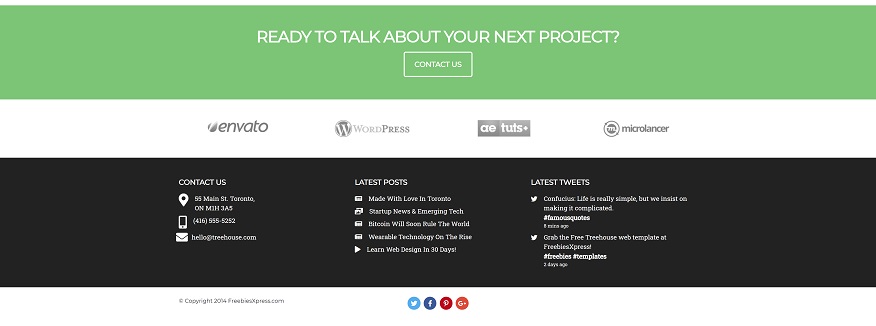 READY TO TALK ABOUT YOUR NEXT PROJECT?
CONTACT US
envato
WORDPRESS
ae tuts+
microlancer
CONTACT US
55 Main St. Toronto,
ON M1H 3A5
(416) 555-5252
hello@treehouse.com
LATEST POSTS
Made With Love In Toronto
Startup News & Emerging Tech
Bitcoin Will Soon Rule The World
Wearable Technology On The Rise
Learn Web Design In 30 Days!
LATEST TWEETS
Confucius: Life is really simple, but we insist on
making it complicated.
#famousquotes
8 mins ago
Grab the Free Treehouse web template at
FreebiesXpress!
#freebies #templates
2 days ago
© Copyright 2014 FreebiesXpress.com